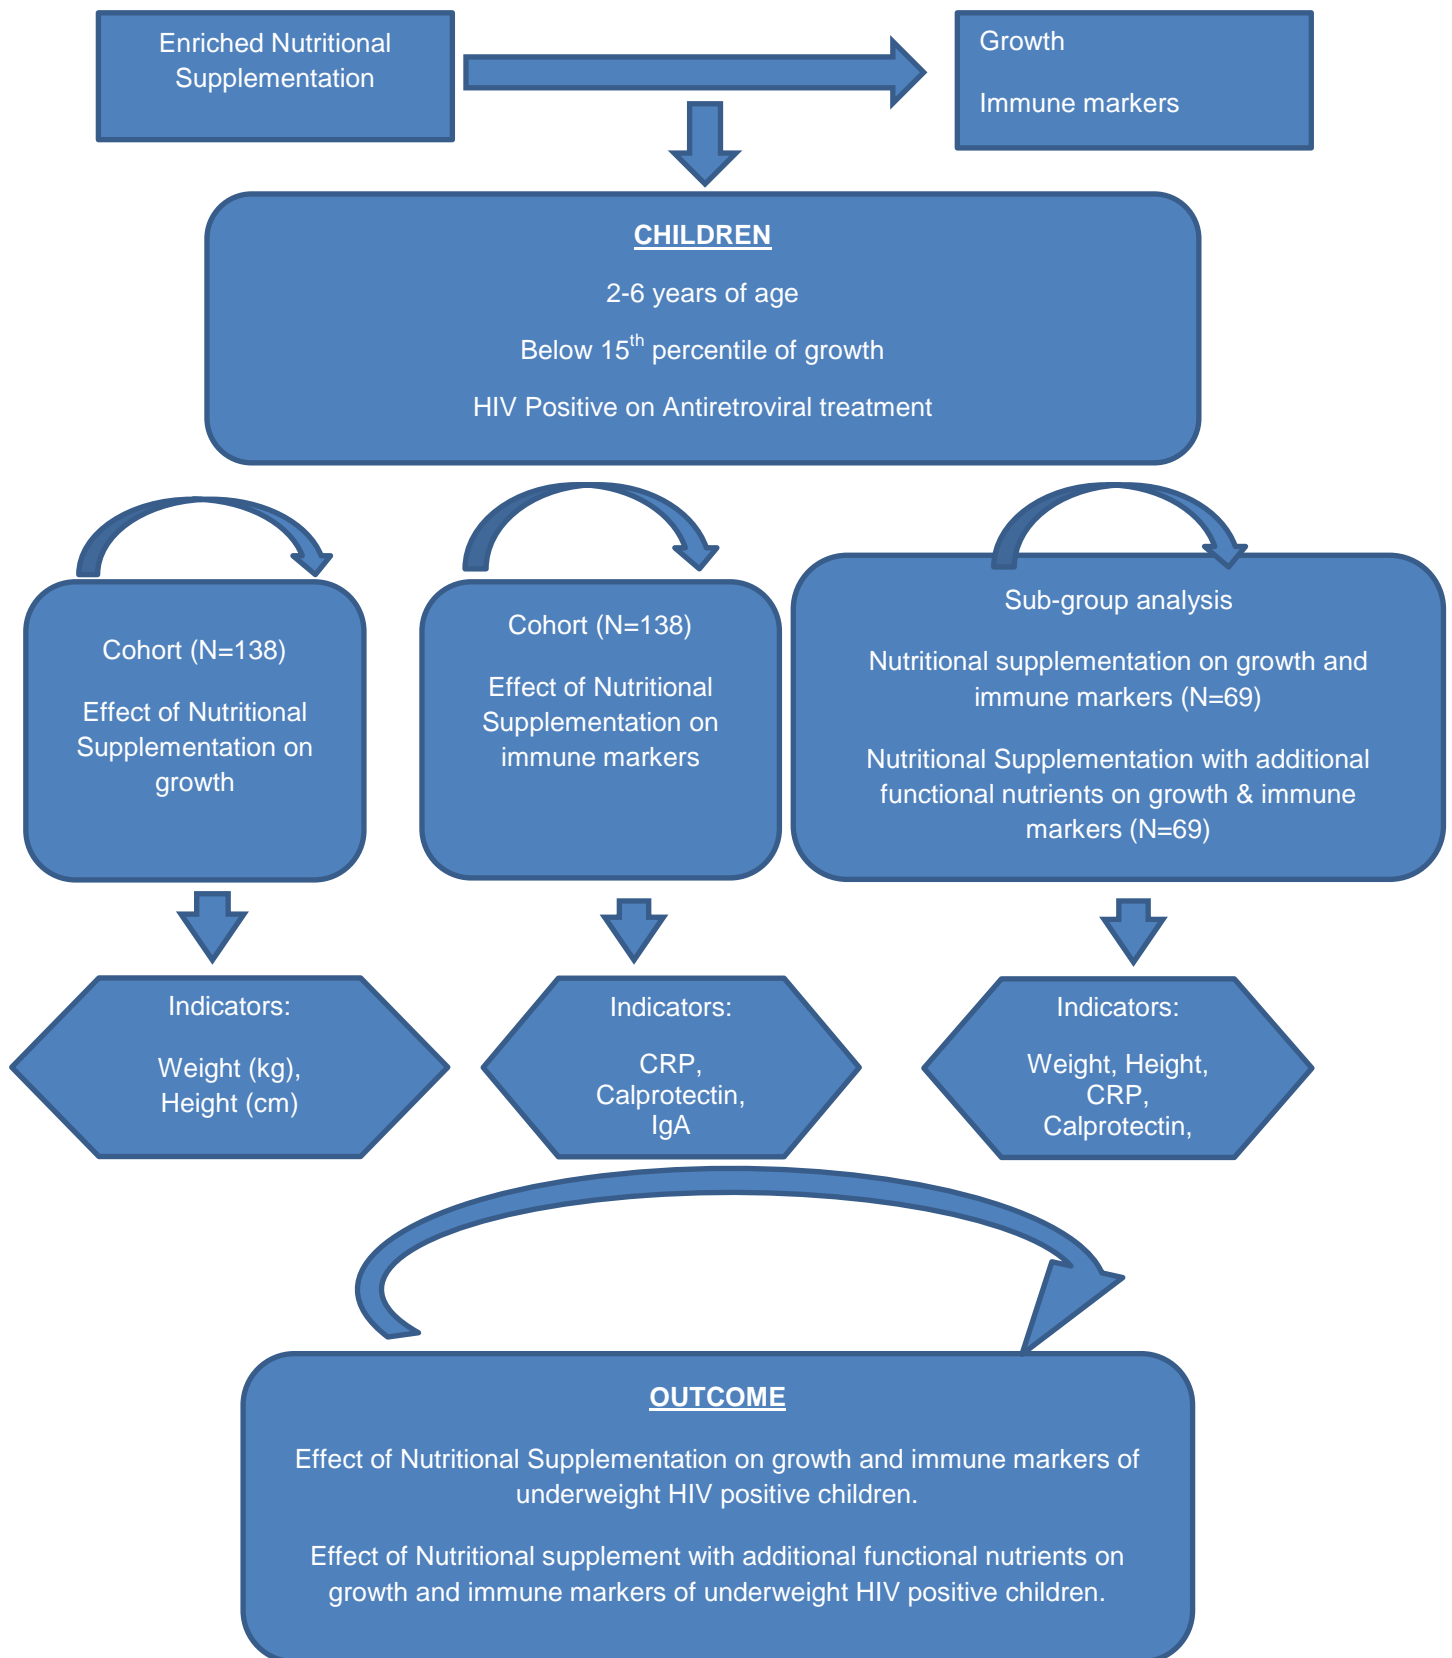 Enriched Nutritional
Supplementation
Growth
Immune markers
CHILDREN
2-6 years of age
Below 15th percentile of growth
HIV Positive on Antiretroviral treatment
Cohort (N=138)
Effect of Nutritional
Supplementation on
growth
Cohort (N=138)
Effect of Nutritional
Supplementation on
immune markers
Sub-group analysis
Nutritional supplementation on growth and
immune markers (N=69)
Nutritional Supplementation with additional
functional nutrients on growth & immune
markers (N=69)
Indicators:
Weight (kg),
Height (cm)
Indicators:
CRP,
Calprotectin,
IgA
Indicators:
Weight, Height,
CRP,
Calprotectin,
OUTCOME
Effect of Nutritional Supplementation on growth and immune markers of
underweight HIV positive children.
Effect of Nutritional supplement with additional functional nutrients on
growth and immune markers of underweight HIV positive children.